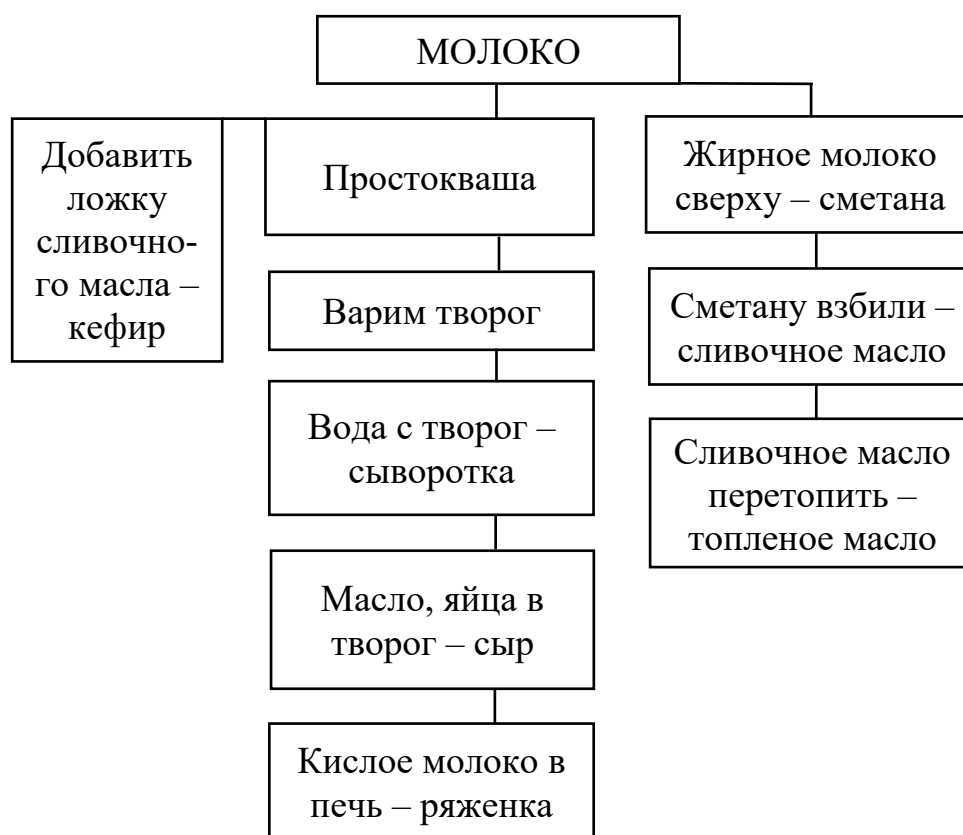 МОЛОКО
Добавить
ложку
сливочно-
го масла –
кефир
Простокваша
Варим творог
Вода с творог –
сыворотка
Масло, яйца в
творог – сыр
Кислое молоко в
печь – ряженка
Жирное молоко
сверху – сметана
Сметану взбили –
сливочное масло
Сливочное масло
перетопить –
топленое масло